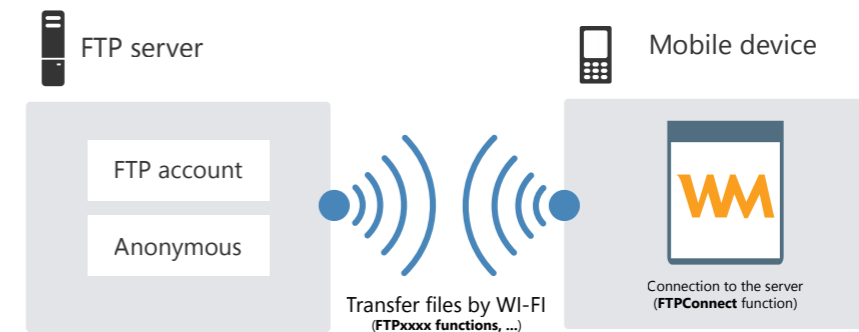 FTP server
Mobile device
FTP account
Anonymous
WM
Transfer files by WI-FI
(FTPxxxx functions, ...)
Connection to the server
(FTPConnect function)